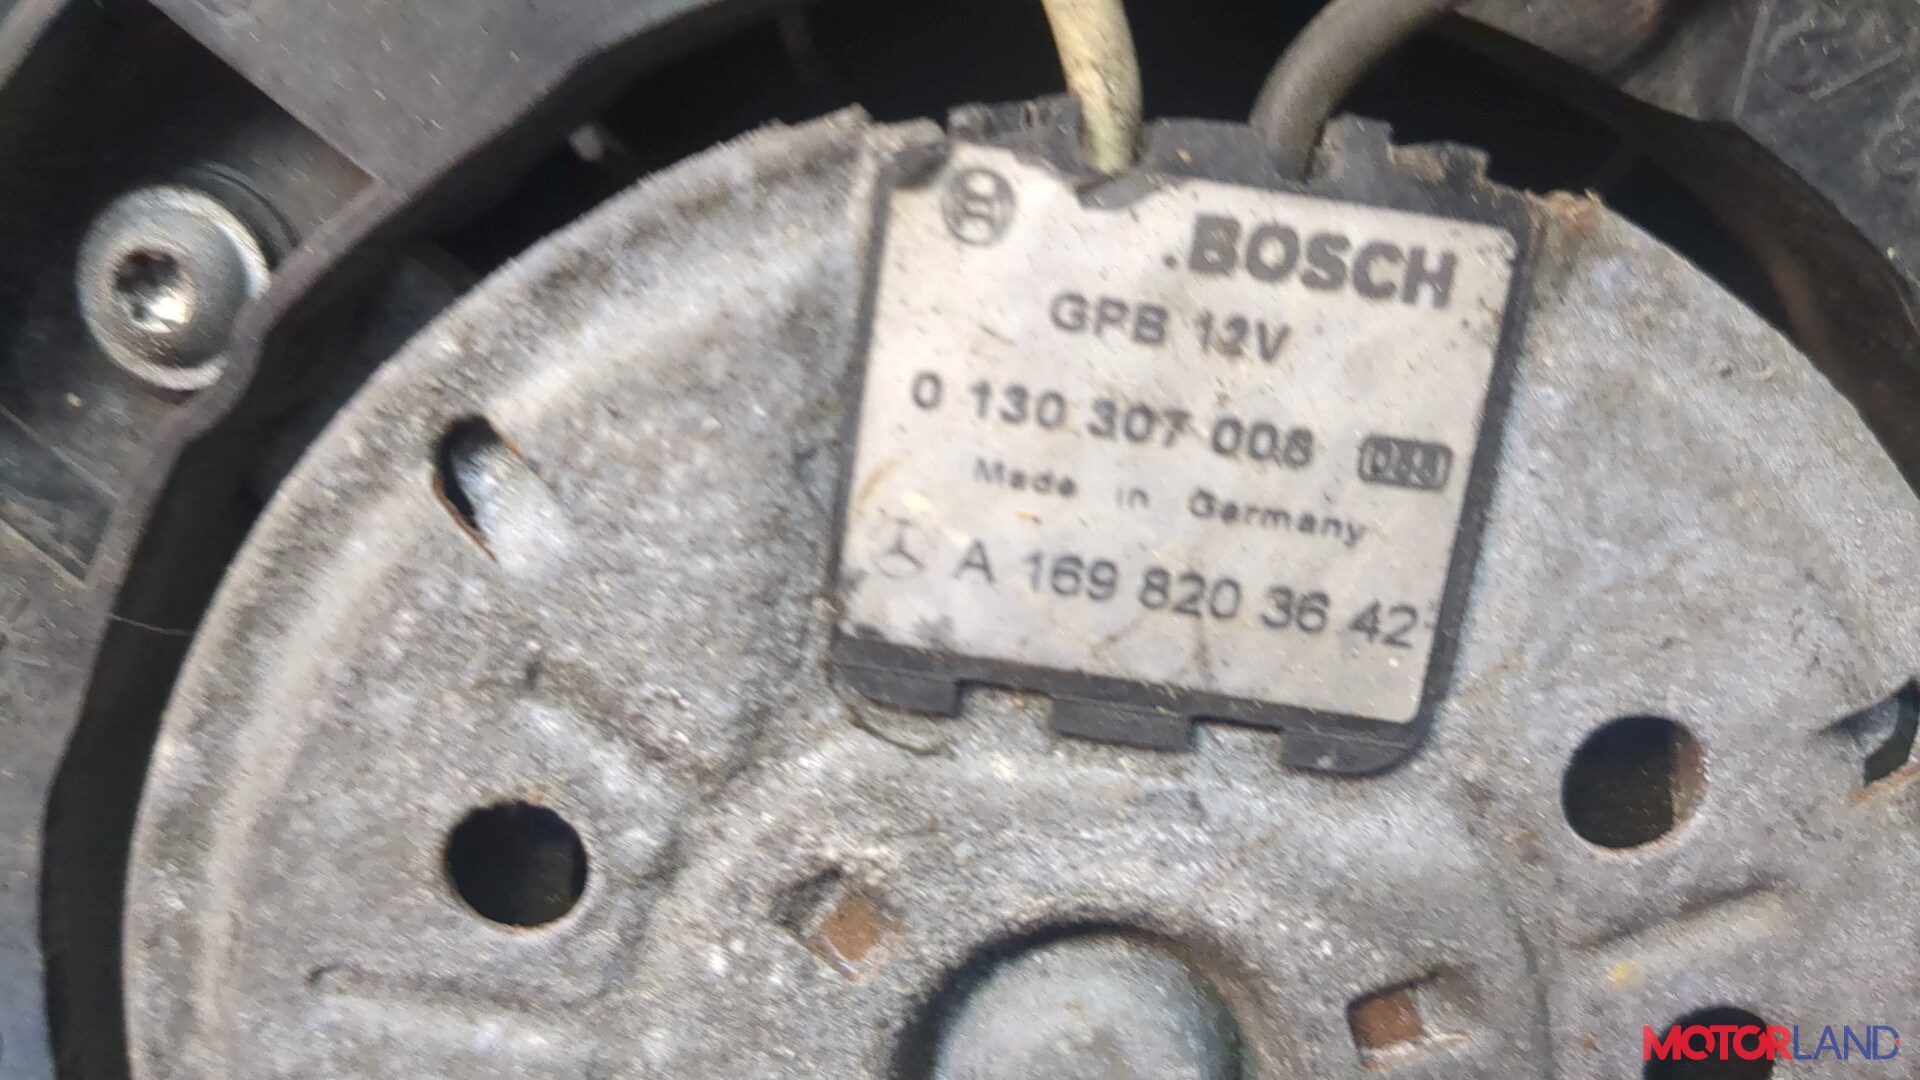 BOSCH
GPB 12V
0 130 307 008
Made in Germany
A 169 820 36 42
MOTORLAND